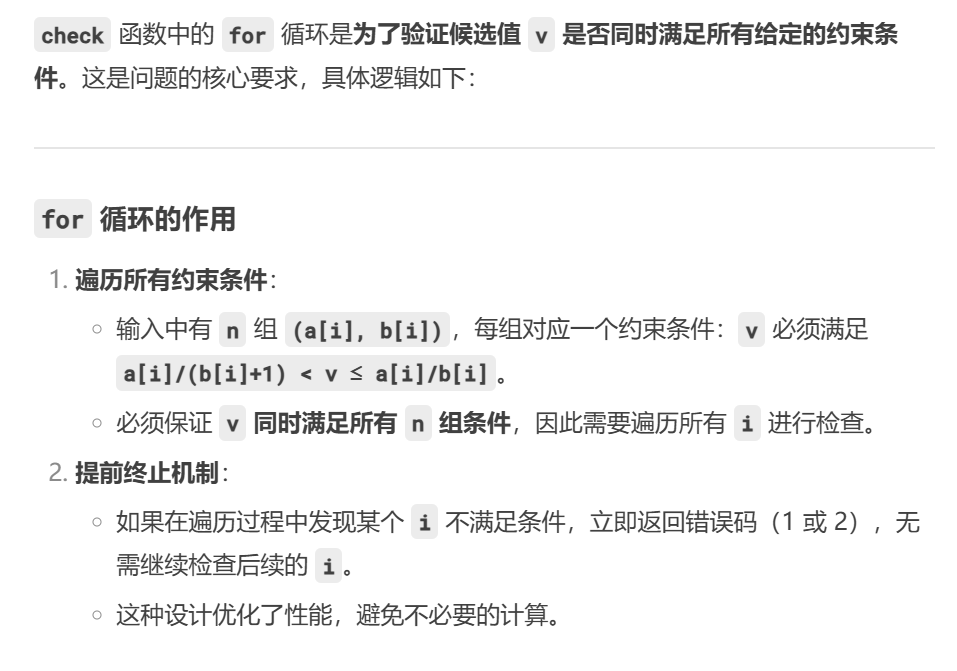 check 函数中的 for 循环是为了验证候选值 v 是否同时满足所有给定的约束条
件。这是问题的核心要求，具体逻辑如下：
for 循环的作用
1. 遍历所有约束条件：
○ 输入中有 n 组 (a[i], b[i])，每组对应一个约束条件：v 必须满足
a[i]/(b[i]+1) < v ≤ a[i]/b[i]。
○ 必须保证 v 同时满足所有 n 组条件，因此需要遍历所有 i 进行检查。
2. 提前终止机制：
○ 如果在遍历过程中发现某个 i 不满足条件，立即返回错误码（1 或 2），无
需继续检查后续的 i。
○ 这种设计优化了性能，避免不必要的计算。